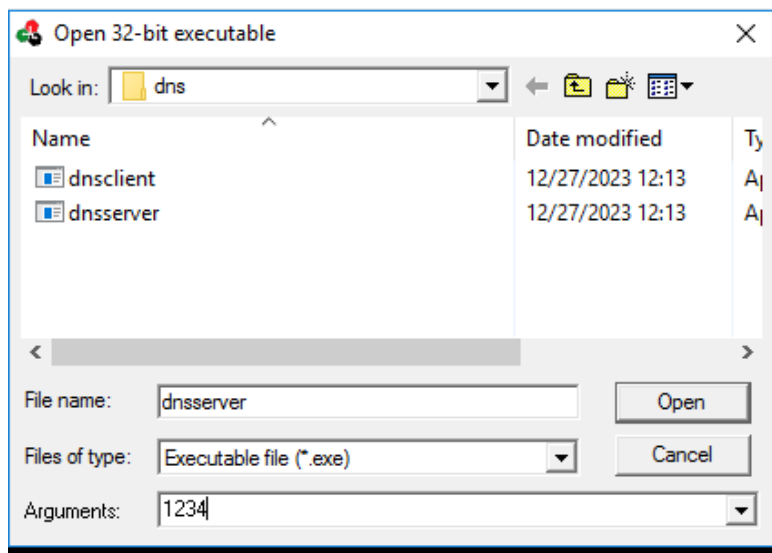 Open 32-bit executable
Look in: dns
Name Date modified Ty
dnsclient 12/27/2023 12:13 A
dnsserver 12/27/2023 12:13 A
File name: dnsserver Open
Files of type: Executable file (*.exe) Cancel
Arguments: 1234